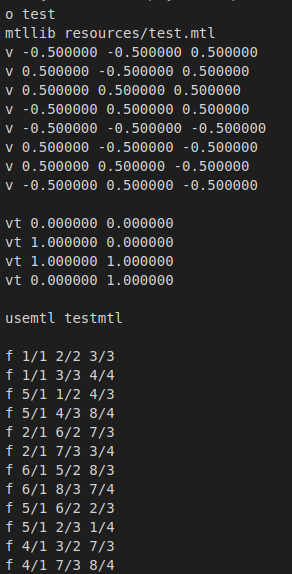 o test
mtllib resources/test.mtl
v -0.500000 -0.500000 0.500000
v 0.500000 -0.500000 0.500000
v 0.500000 0.500000 0.500000
v -0.500000 0.500000 0.500000
v -0.500000 -0.500000 -0.500000
v 0.500000 -0.500000 -0.500000
v 0.500000 0.500000 -0.500000
v -0.500000 0.500000 -0.500000
vt 0.000000 0.000000
vt 1.000000 0.000000
vt 1.000000 1.000000
vt 0.000000 1.000000
usemtl testmtl
f 1/1 2/2 3/3
f 1/1 3/3 4/4
f 5/1 1/2 4/3
f 5/1 4/3 8/4
f 2/1 6/2 7/3
f 2/1 7/3 3/4
f 6/1 5/2 8/3
f 6/1 8/3 7/4
f 5/1 6/2 2/3
f 5/1 2/3 1/4
f 4/1 3/2 7/3
f 4/1 7/3 8/4